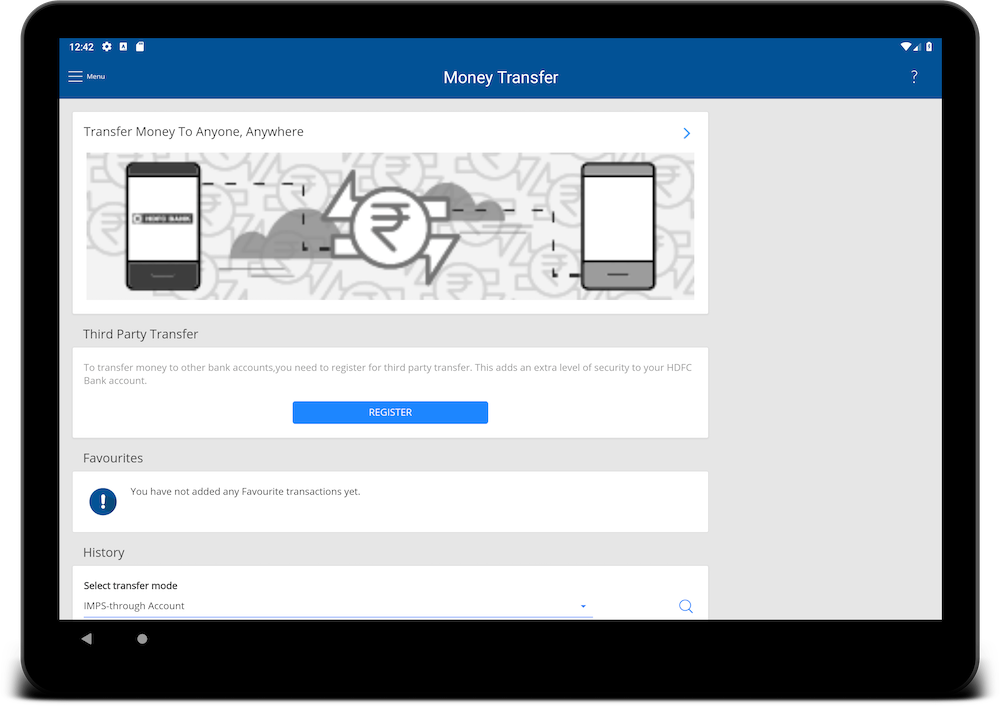 12:42
Menu
Money Transfer
?
Transfer Money To Anyone, Anywhere
HDFC BANK
Third Party Transfer
To transfer money to other bank accounts,you need to register for third party transfer. This adds an extra level of security to your HDFC
Bank account.
REGISTER
Favourites
You have not added any Favourite transactions yet.
History
Select transfer mode
IMPS-through Account